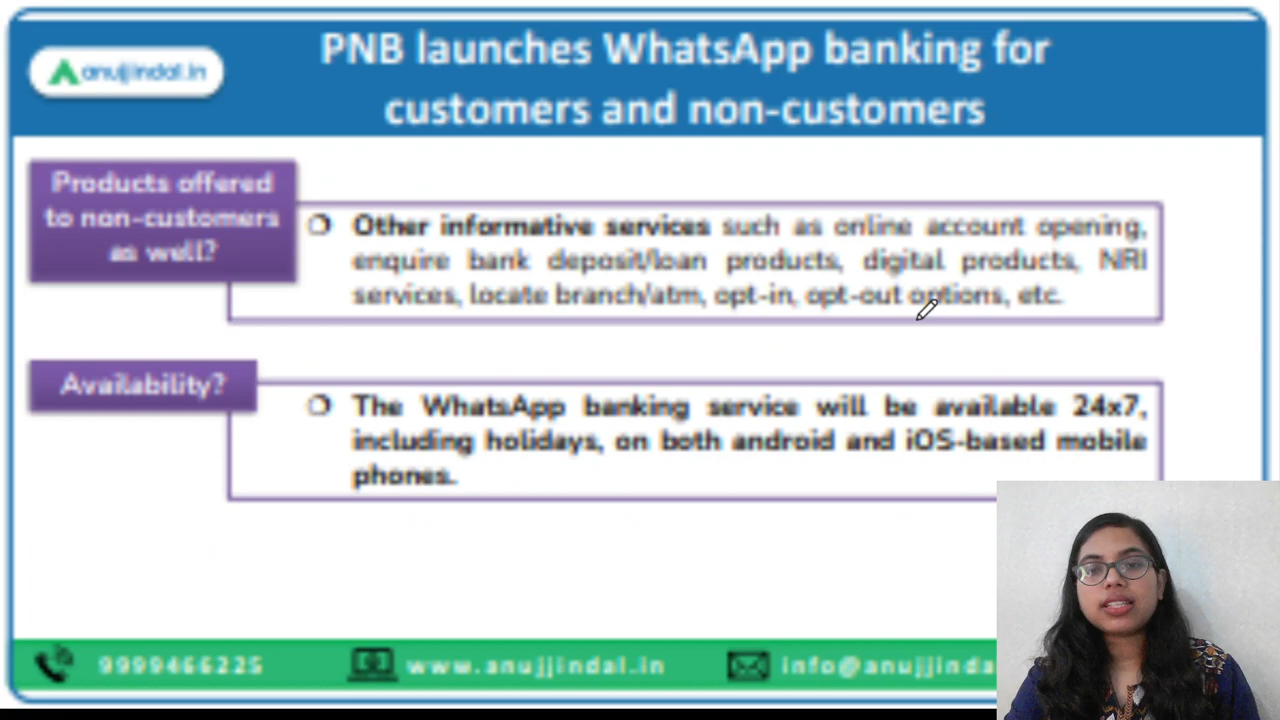 anujjindal.in
PNB launches WhatsApp banking for
customers and non-customers
Products offered
to non-customers
as well?
Other informative services such as online account opening,
enquire bank deposit/loan products, digital products, NRI
services, locate branch/atm, opt-in, opt-out options, etc.
Availability?
The WhatsApp banking service will be available 24x7,
including holidays, on both android and iOS-based mobile
phones.
9999466225
www.anujjindal.in
info@anujjinda